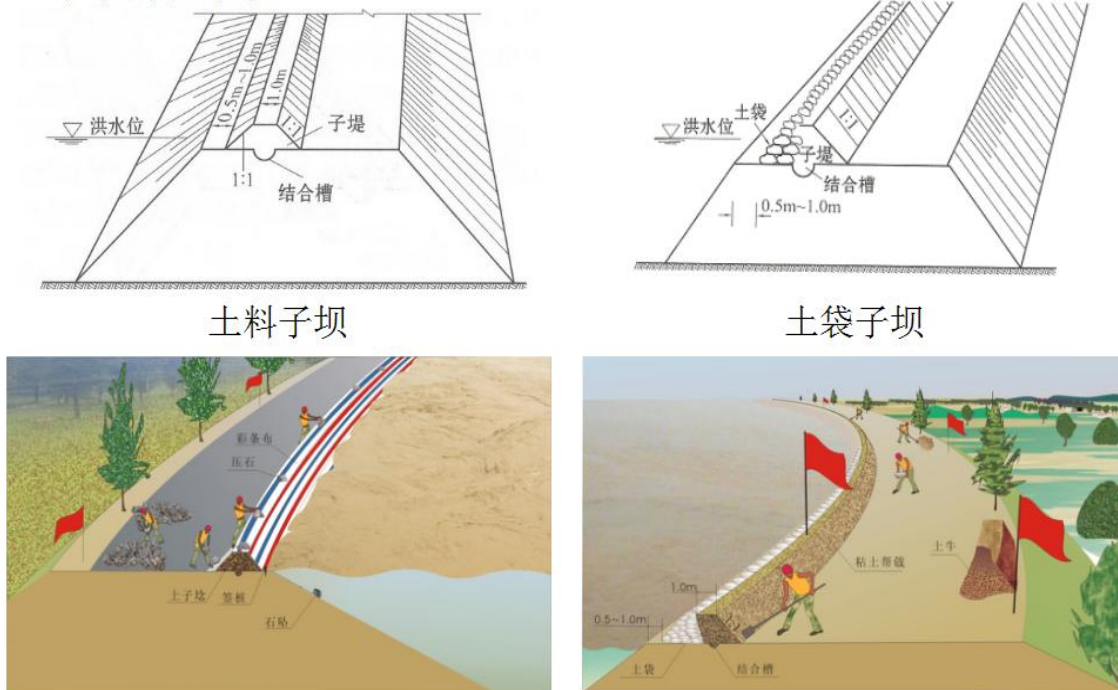 0.5m~1.0m
1.0m
1:1
洪水位
子堤
1:1
结合槽
土袋
洪水位
1:1
子堤
结合槽
0.5m~1.0m
土料子坝
土袋子坝
彩条布
压石
土子埝
签桩
石坠
土牛
粘土帮戗
1.0m
0.5~1.0m
土袋
结合槽